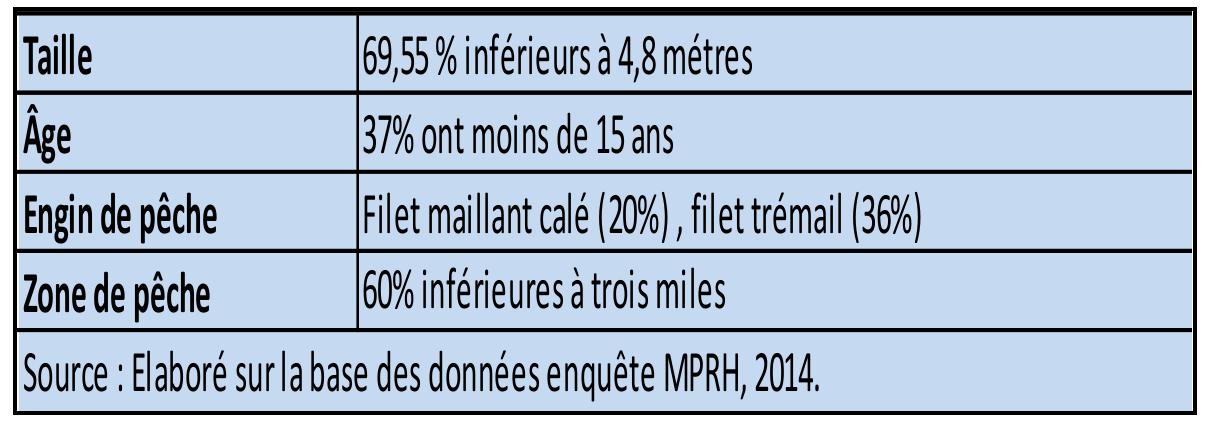 Taille 69,55 % inférieurs à 4,8 métres
Âge 37% ont moins de 15 ans
Engin de pêche Filet maillant calé (20%) , filet trémail (36%)
Zone de pêche 60% inférieures à trois miles
Source : Elaboré sur la base des données enquête MPRH, 2014.